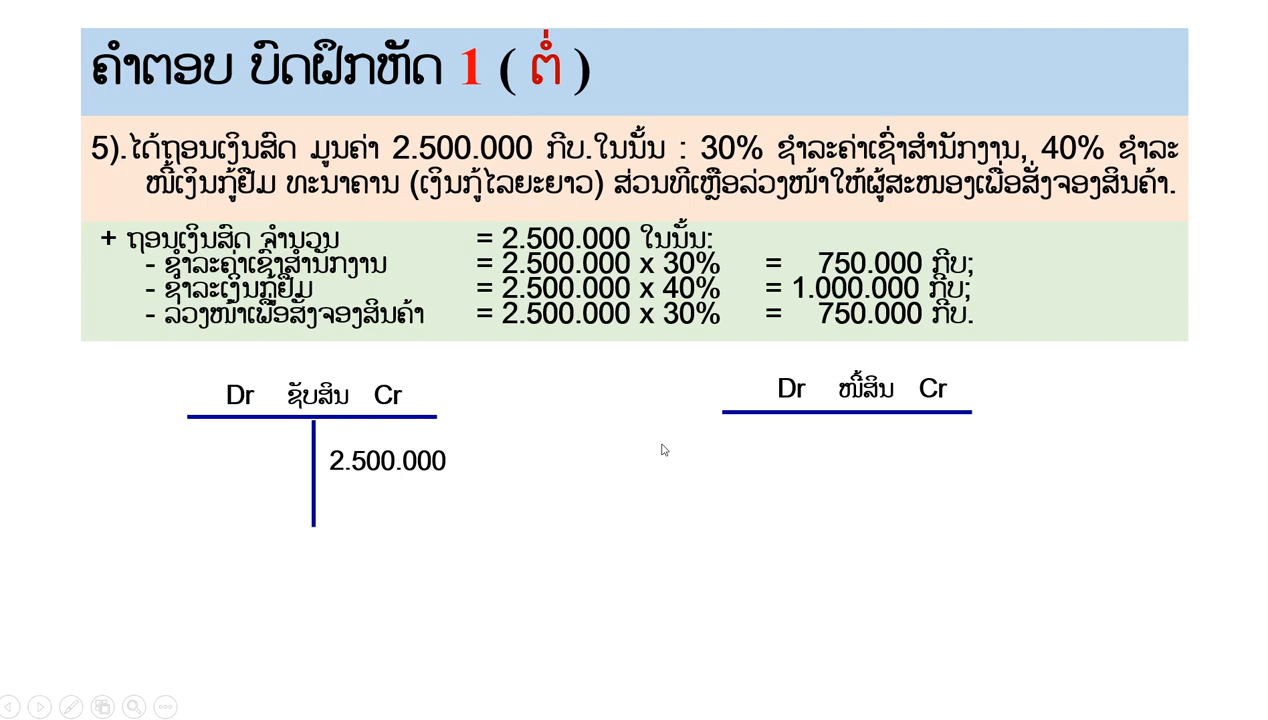 ຄຳຕອບ ບົດຝຶກຫັດ 1 ( ຕໍ່ )
5).ໄດ້ຖອນເງິນສົດ ມູນຄ່າ 2.500.000 ກີບ.ໃນນັ້ນ : 30% ຊຳລະຄ່າເຊົ່າສຳນັກງານ, 40% ຊຳລະ
ໜີ້ເງິນກູ້ຢືມ ທະນາຄານ (ເງິນກູ້ໄລຍະຍາວ) ສ່ວນທີເຫຼືອລ່ວງໜ້າໃຫ້ຜູ້ສະໜອງເພື່ອສັ່ງຈອງສິນຄ້າ.
+ ຖອນເງິນສົດ ຈຳນວນ = 2.500.000 ໃນນັ້ນ:
- ຊຳລະຄ່າເຊົ່າສຳນັກງານ = 2.500.000 x 30% = 750.000 ກີບ;
- ຊຳລະເງິນກູ້ຢືມ = 2.500.000 x 40% = 1.000.000 ກີບ;
- ລ່ວງໜ້າເພື່ອສັ່ງຈອງສິນຄ້າ = 2.500.000 x 30% = 750.000 ກີບ.
Dr ຊັບສິນ Cr
Dr ໜີ້ສິນ Cr
2.500.000